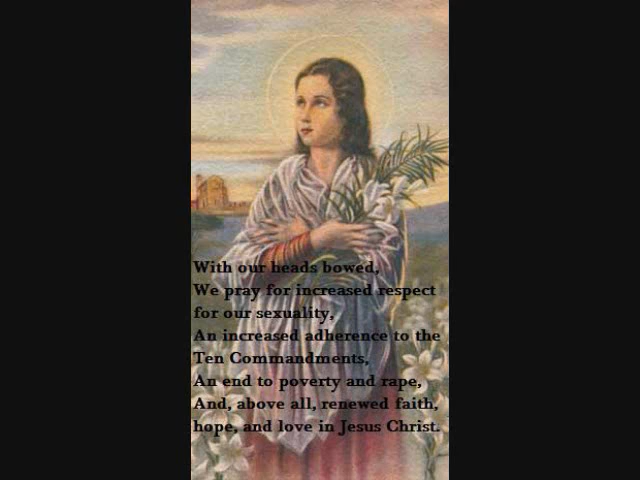 With our heads bowed,
We pray for increased respect
for our sexuality,
An increased adherence to the
Ten Commandments,
An end to poverty and rape,
And, above all, renewed faith,
hope, and love in Jesus Christ.